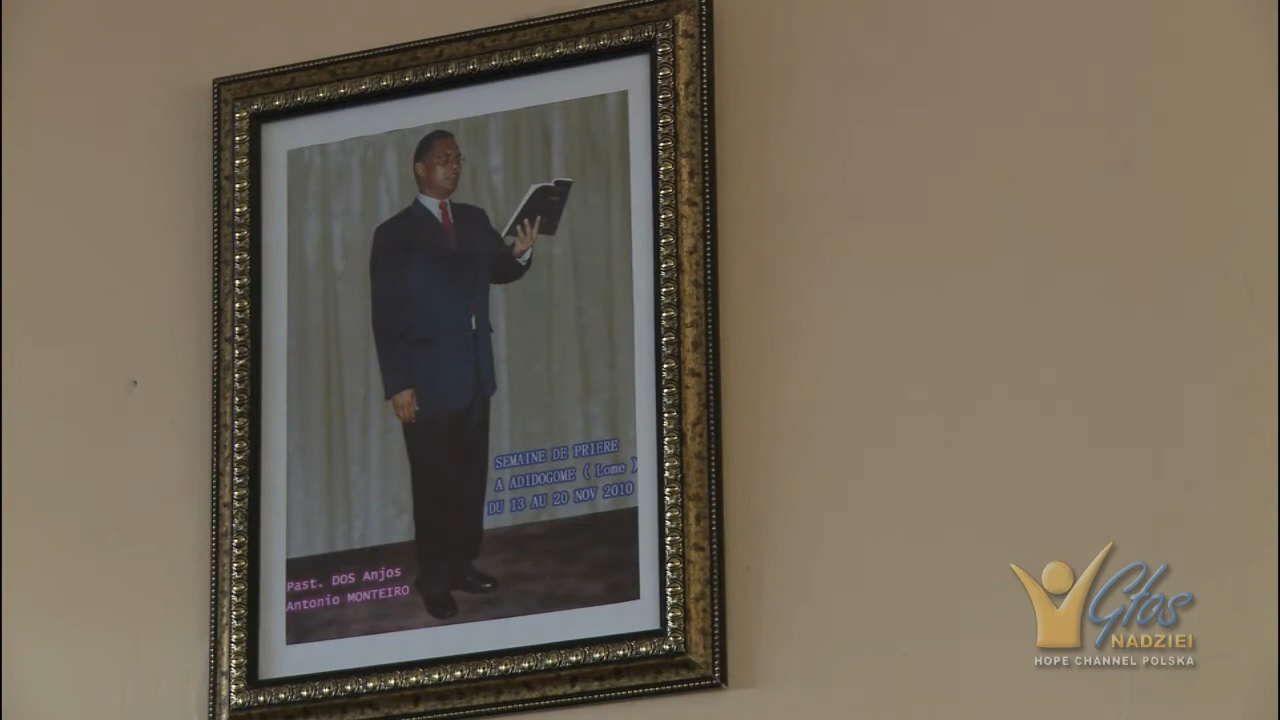 SEMAINE DE PRIERE
A ADIDOGOME ( Lome )
DU 13 AU 20 NOV 2010
Past. DOS Anjos
Antonio MONTEIRO
Głos
NADZIEI
HOPE CHANNEL POLSKA